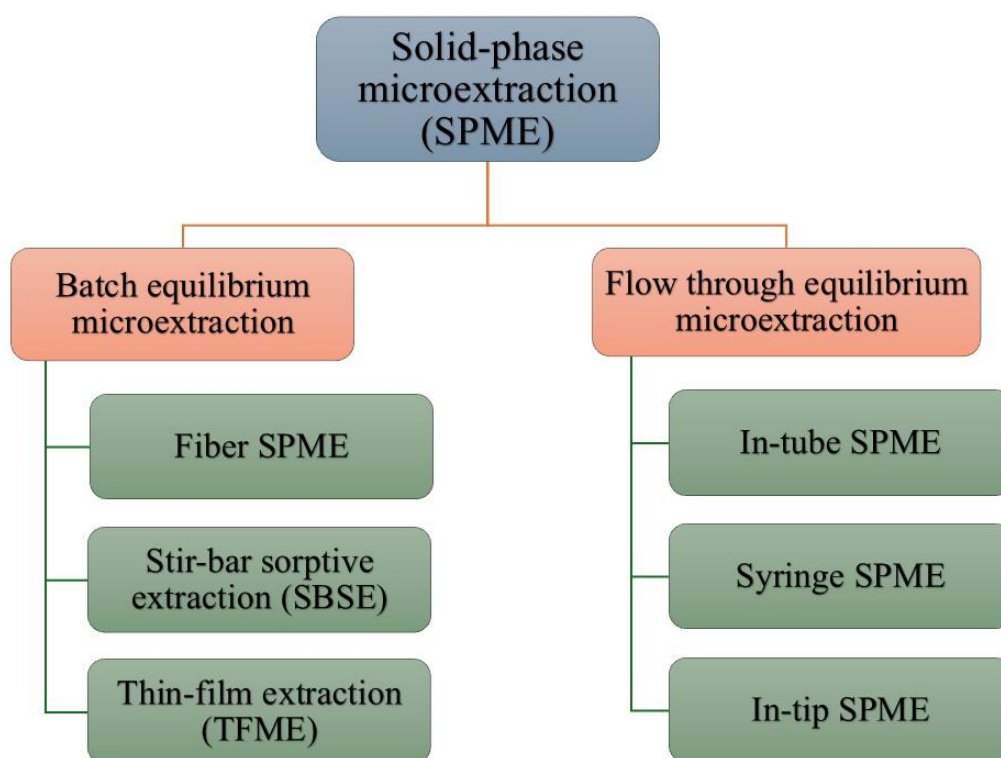 Solid-phase
microextraction
(SPME)
Batch equilibrium
microextraction
Flow through equilibrium
microextraction
Fiber SPME
Stir-bar sorptive
extraction (SBSE)
Thin-film extraction
(TFME)
In-tube SPME
Syringe SPME
In-tip SPME